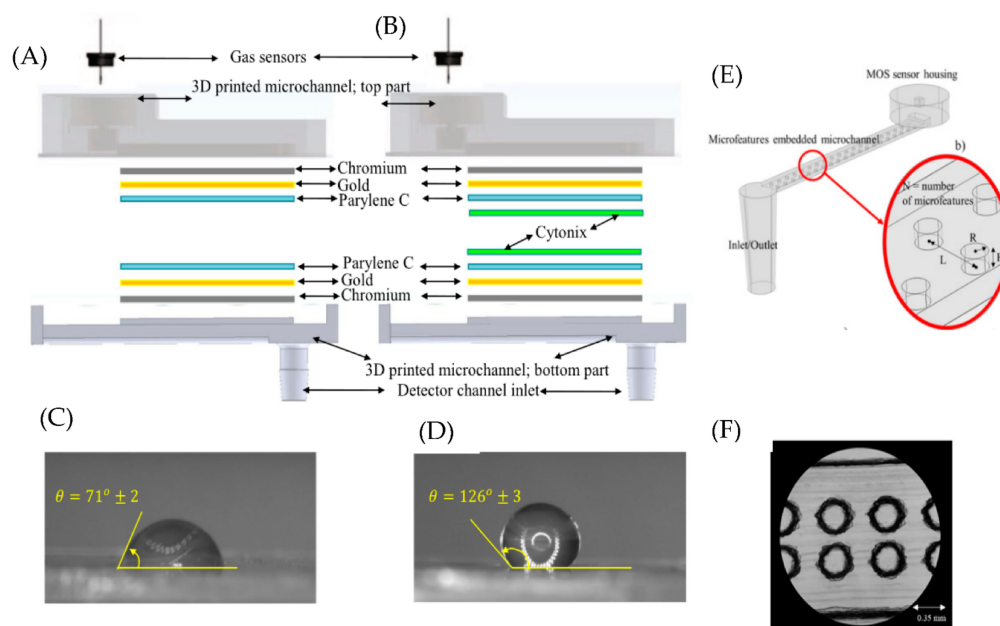 (A)
(B)
Gas sensors
3D printed microchannel; top part
Chromium
Gold
Parylene C
Cytonix
Parylene C
Gold
Chromium
3D printed microchannel; bottom part
Detector channel inlet
(C)
θ = 71° ± 2
(D)
θ = 126° ± 3
(E)
MOS sensor housing
Microfeatures embedded microchannel
b)
N = number
of microfeatures
R
L
Inlet/Outlet
(F)
0.35 mm